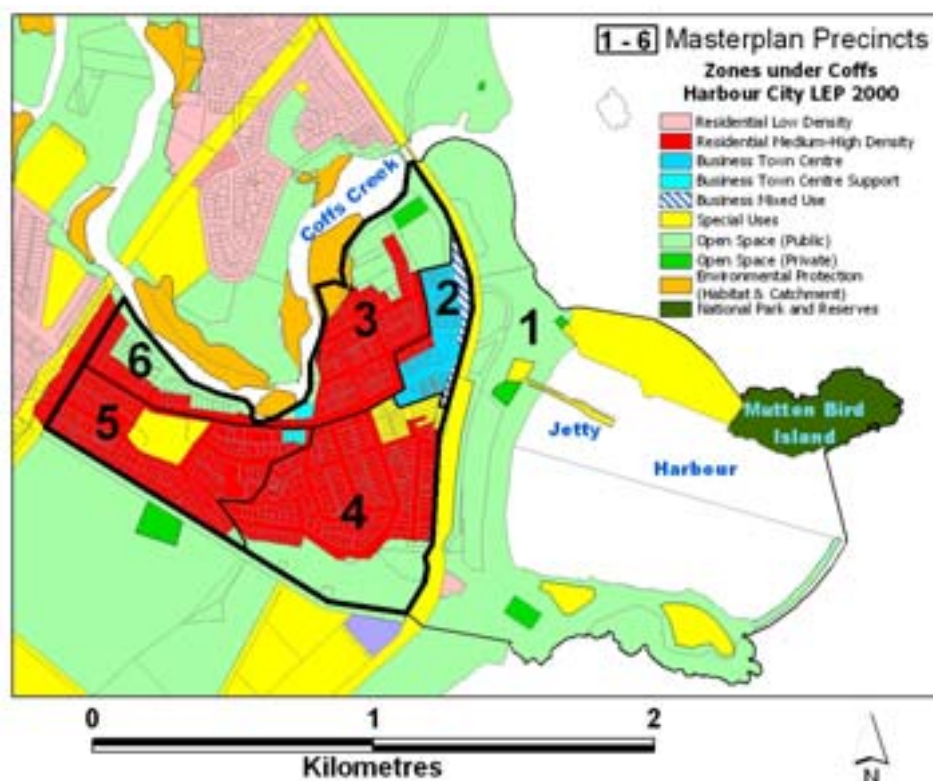 1 - 6 Masterplan Precincts
Zones under Coffs
Harbour City LEP 2000
Residential Low Density
Residential Medium-High Density
Business Town Centre
Business Town Centre Support
Business Mixed Use
Special Uses
Open Space (Public)
Open Space (Private)
Environmental Protection
(Habitat & Catchment)
National Park and Reserves
Coffs Creek
3
2
1
6
5
4
Jetty
Harbour
Mutton Bird
Island
0 1 2
Kilometres
N